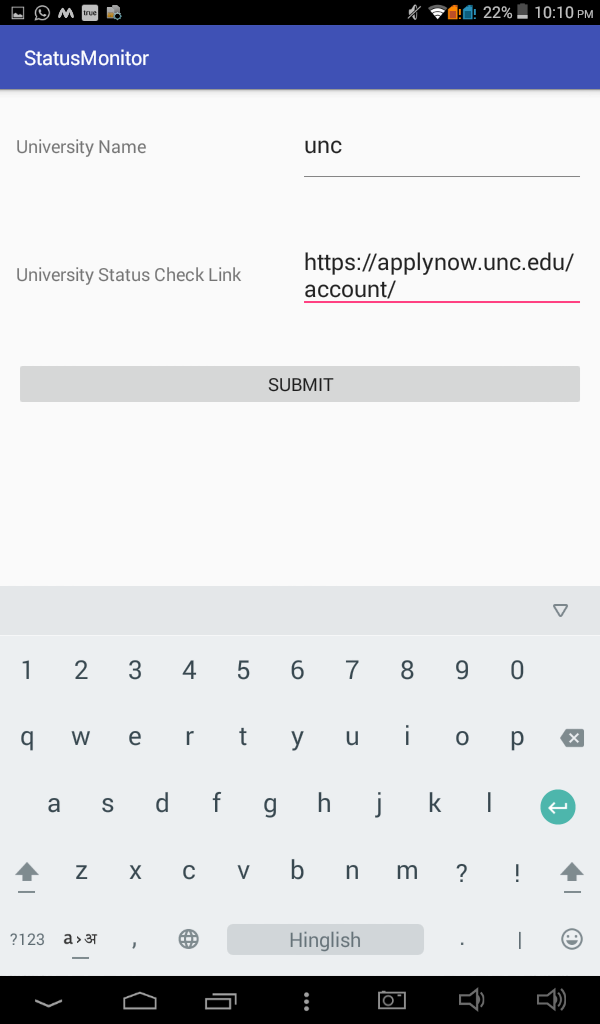 true
22%
10:10 PM
StatusMonitor
University Name
unc
University Status Check Link
https://applynow.unc.edu/
account/
SUBMIT
1 2 3 4 5 6 7 8 9 0
q w e r t y u i o p
a s d f g h j k l
z x c v b n m ? !
?123 a›अ , Hinglish . |